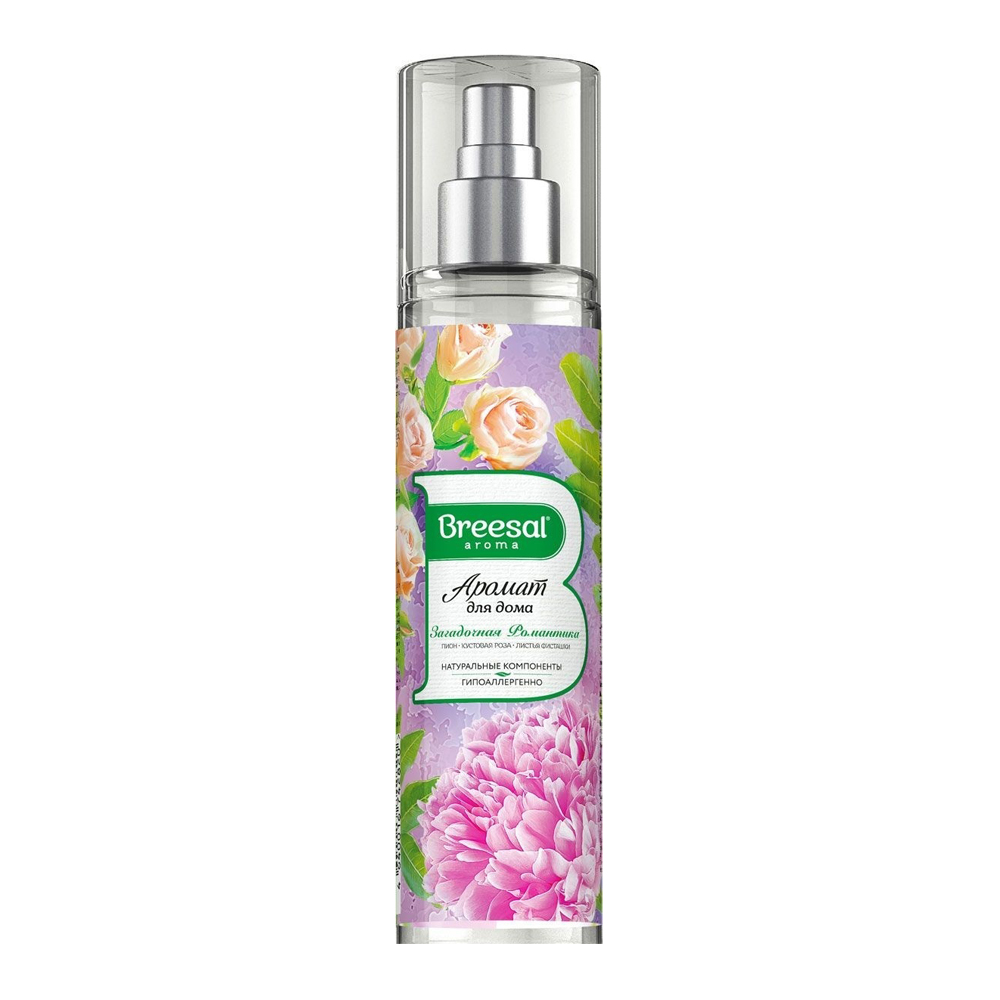 Breesal®
aroma
Аромат
для дома
Загадочная Романтика
ПИОН • КУСТОВАЯ РОЗА • ЛИСТЬЯ ФИСТАШКИ
НАТУРАЛЬНЫЕ КОМПОНЕНТЫ
ГИПОАЛЛЕРГЕННО